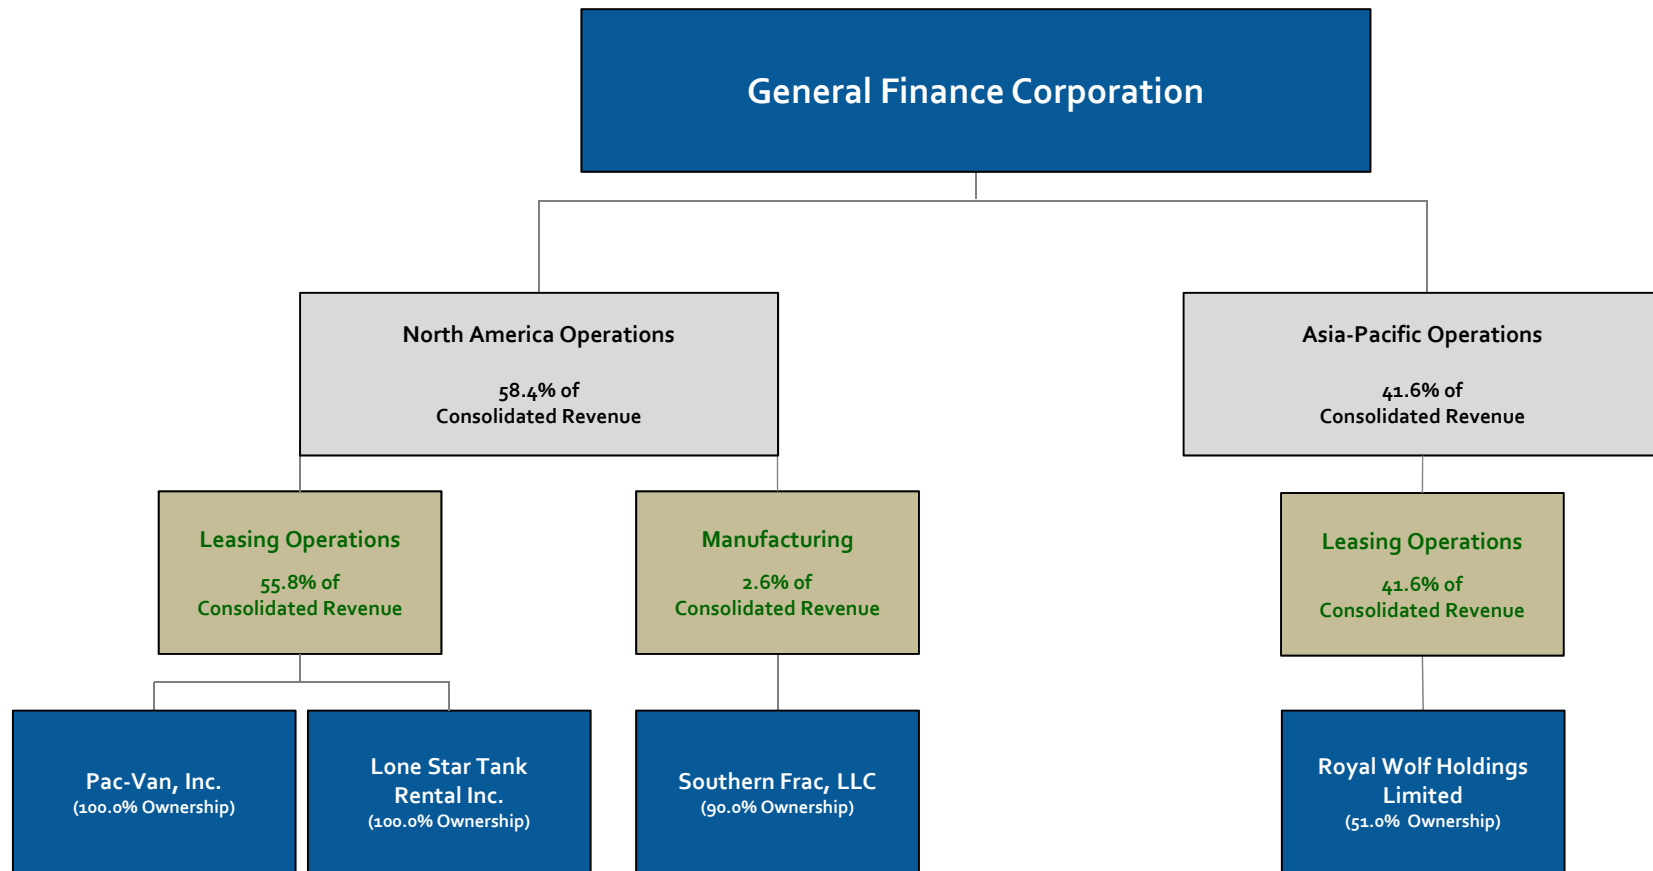 General Finance Corporation
North America Operations
58.4% of
Consolidated Revenue
Asia-Pacific Operations
41.6% of
Consolidated Revenue
Leasing Operations
55.8% of
Consolidated Revenue
Manufacturing
2.6% of
Consolidated Revenue
Leasing Operations
41.6% of
Consolidated Revenue
Pac-Van, Inc.
(100.0% Ownership)
Lone Star Tank
Rental Inc.
(100.0% Ownership)
Southern Frac, LLC
(90.0% Ownership)
Royal Wolf Holdings
Limited
(51.0% Ownership)